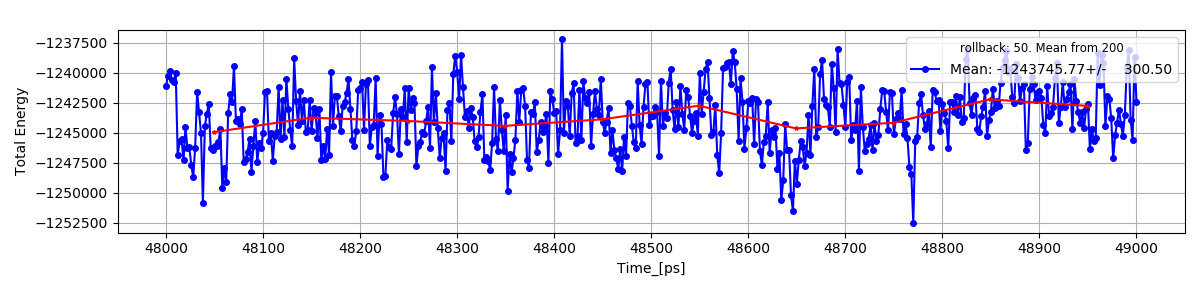 Total Energy
−1237500
−1240000
−1242500
−1245000
−1247500
−1250000
−1252500
rollback: 50. Mean from 200
Mean: -1243745.77+/- 300.50
48000 48100 48200 48300 48400 48500 48600 48700 48800 48900 49000
Time_[ps]